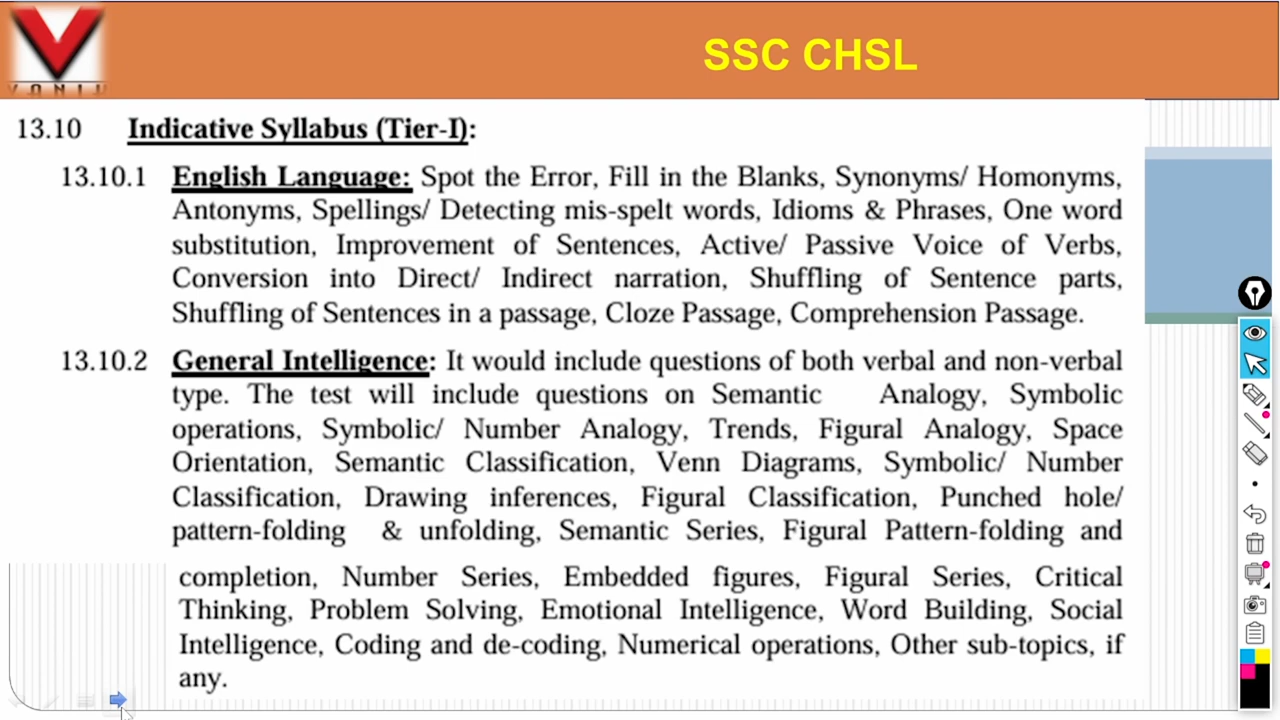 VANIJ
SSC CHSL
13.10 Indicative Syllabus (Tier-I):
13.10.1 English Language: Spot the Error, Fill in the Blanks, Synonyms/ Homonyms,
Antonyms, Spellings/ Detecting mis-spelt words, Idioms & Phrases, One word
substitution, Improvement of Sentences, Active/ Passive Voice of Verbs,
Conversion into Direct/ Indirect narration, Shuffling of Sentence parts,
Shuffling of Sentences in a passage, Cloze Passage, Comprehension Passage.
13.10.2 General Intelligence: It would include questions of both verbal and non-verbal
type. The test will include questions on Semantic Analogy, Symbolic
operations, Symbolic/ Number Analogy, Trends, Figural Analogy, Space
Orientation, Semantic Classification, Venn Diagrams, Symbolic/ Number
Classification, Drawing inferences, Figural Classification, Punched hole/
pattern-folding & unfolding, Semantic Series, Figural Pattern-folding and
completion, Number Series, Embedded figures, Figural Series, Critical
Thinking, Problem Solving, Emotional Intelligence, Word Building, Social
Intelligence, Coding and de-coding, Numerical operations, Other sub-topics, if
any.